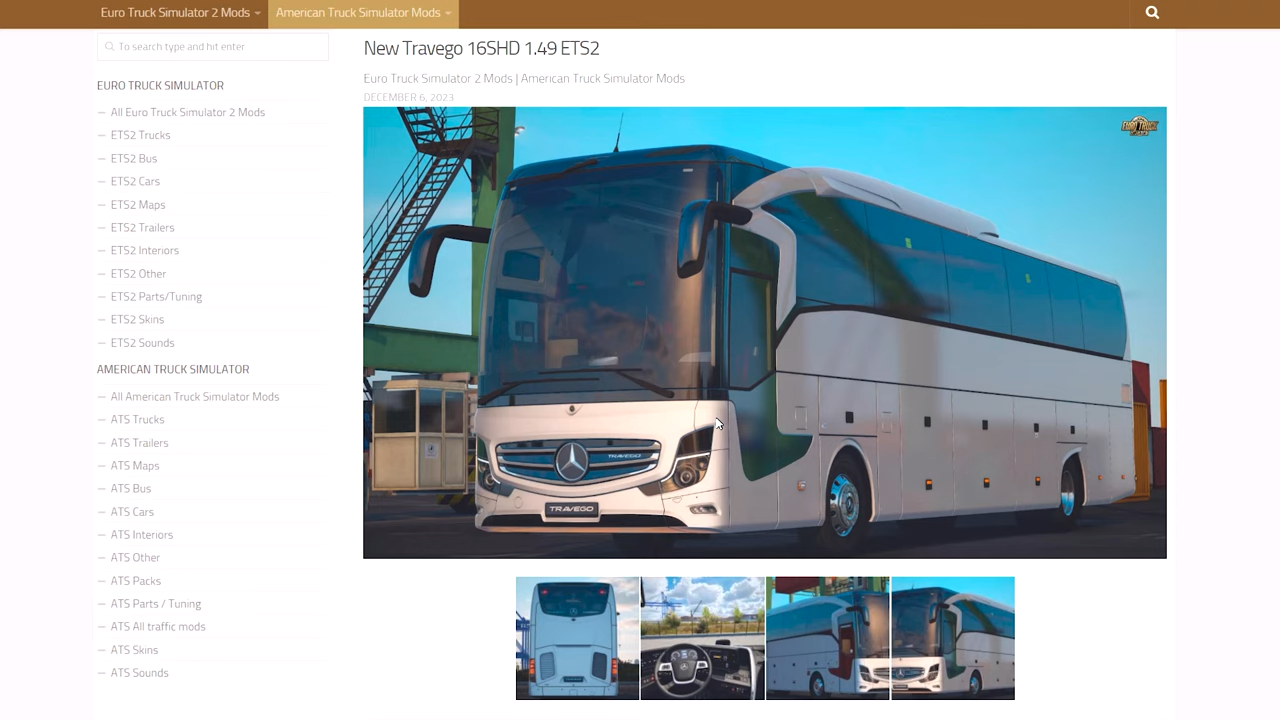 Euro Truck Simulator 2 Mods
American Truck Simulator Mods
To search type and hit enter
EURO TRUCK SIMULATOR
All Euro Truck Simulator 2 Mods
ETS2 Trucks
ETS2 Bus
ETS2 Cars
ETS2 Maps
ETS2 Trailers
ETS2 Interiors
ETS2 Other
ETS2 Parts/Tuning
ETS2 Skins
ETS2 Sounds
AMERICAN TRUCK SIMULATOR
All American Truck Simulator Mods
ATS Trucks
ATS Trailers
ATS Maps
ATS Bus
ATS Cars
ATS Interiors
ATS Other
ATS Packs
ATS Parts / Tuning
ATS All traffic mods
ATS Skins
ATS Sounds
New Travego 16SHD 1.49 ETS2
Euro Truck Simulator 2 Mods | American Truck Simulator Mods
DECEMBER 6, 2023
EURO TRUCK
TRAVEGO
TRAVEGO